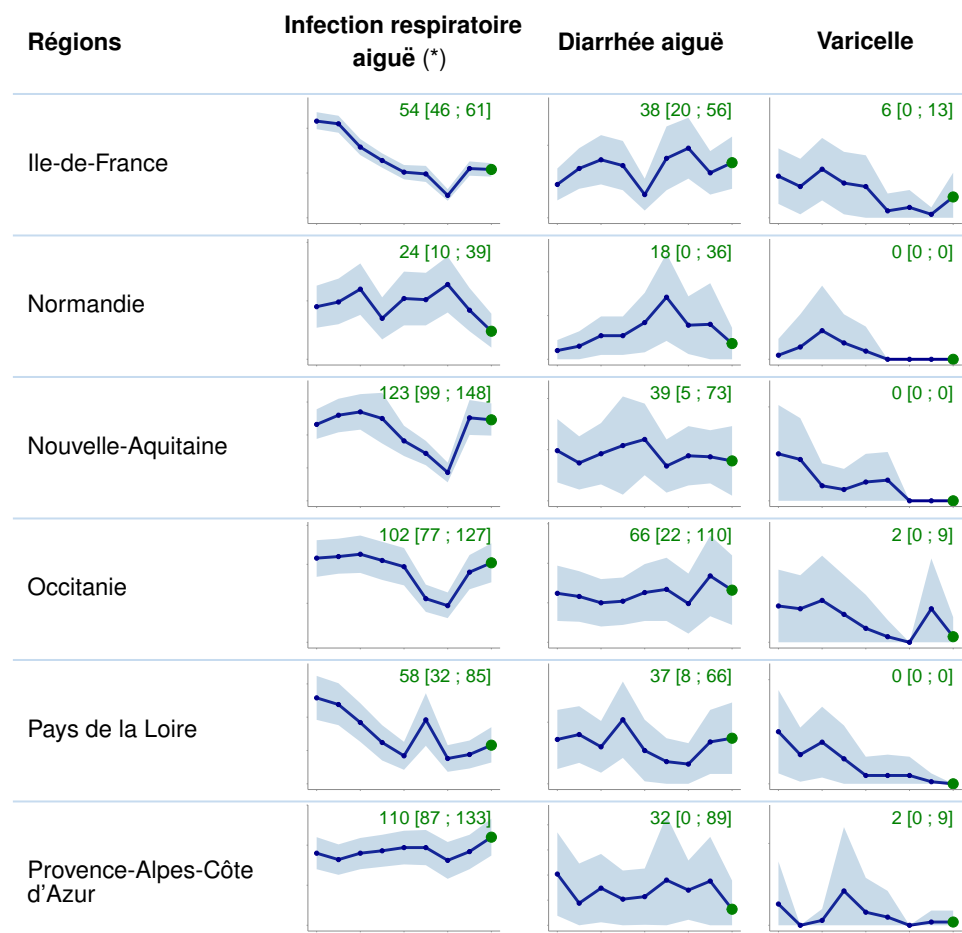 Régions
Infection respiratoire
aiguë (*)
Diarrhée aiguë
Varicelle
Ile-de-France
54 [46 ; 61]
38 [20 ; 56]
6 [0 ; 13]
Normandie
24 [10 ; 39]
18 [0 ; 36]
0 [0 ; 0]
Nouvelle-Aquitaine
123 [99 ; 148]
39 [5 ; 73]
0 [0 ; 0]
Occitanie
102 [77 ; 127]
66 [22 ; 110]
2 [0 ; 9]
Pays de la Loire
58 [32 ; 85]
37 [8 ; 66]
0 [0 ; 0]
Provence-Alpes-Côte
d'Azur
110 [87 ; 133]
32 [0 ; 89]
2 [0 ; 9]